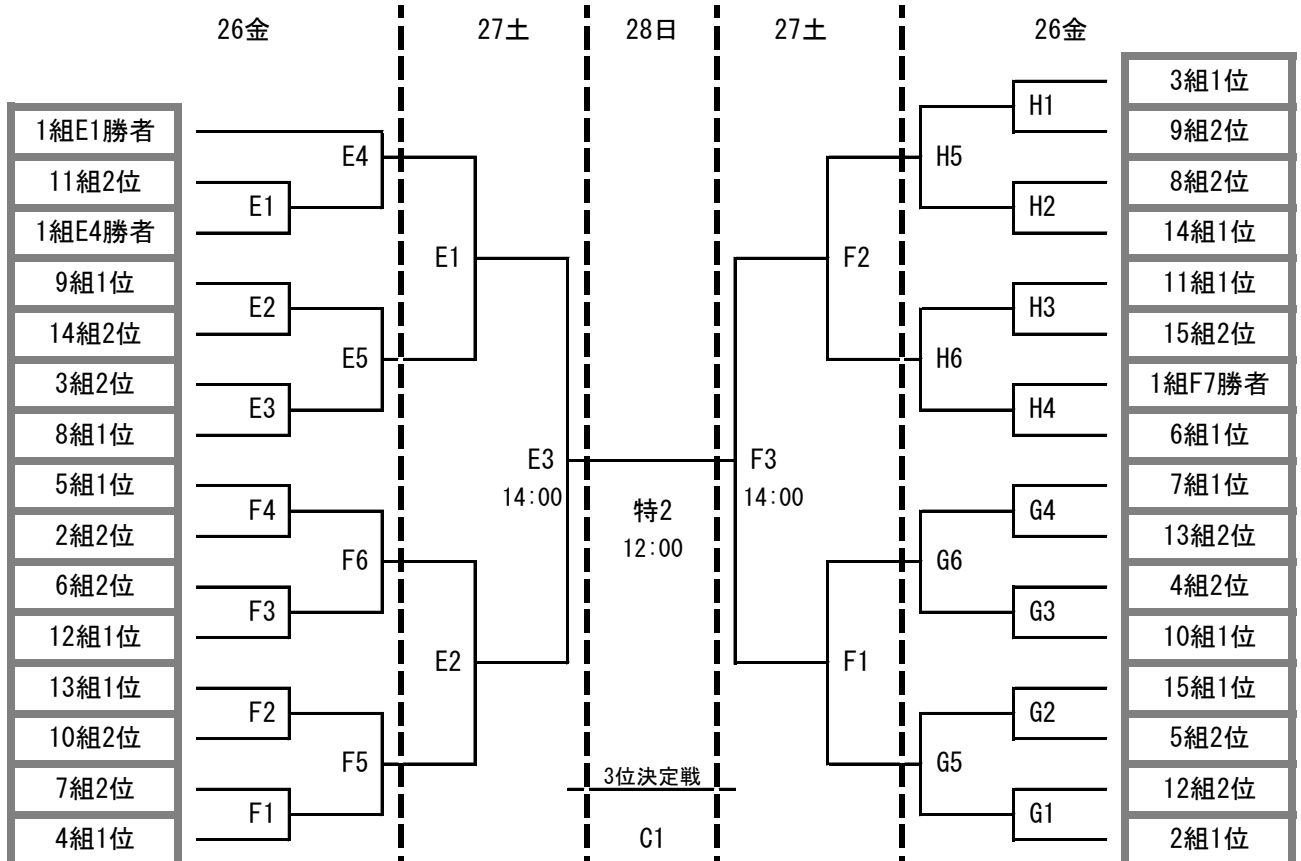 26金 27土 28日 27土 26金
3組1位
H1
1組E1勝者
9組2位
E4
H5
11組2位
8組2位
E1
H2
1組E4勝者
14組1位
E1
F2
9組1位
11組1位
E2
H3
14組2位
15組2位
E5
H6
3組2位
1組F7勝者
E3
H4
8組1位
6組1位
E3
F3
5組1位
7組1位
14:00
14:00
F4
特2
G4
2組2位
13組2位
12:00
F6
G6
6組2位
4組2位
F3
G3
12組1位
10組1位
E2
F1
13組1位
15組1位
F2
G2
10組2位
5組2位
F5
G5
3位決定戦
7組2位
12組2位
F1
G1
4組1位
C1
2組1位